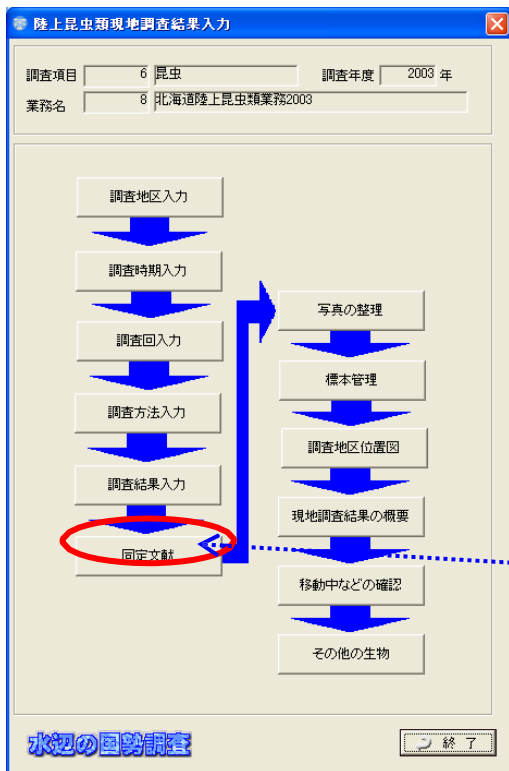 陸上昆虫類現地調査結果入力
調査項目 6 昆虫 調査年度 2003 年
業務名 8 北海道陸上昆虫類業務2003
調査地区入力
調査時期入力
調査回入力
調査方法入力
調査結果入力
同定文献
写真の整理
標本管理
調査地区位置図
現地調査結果の概要
移動中などの確認
その他の生物
水辺の国勢調査
終 了